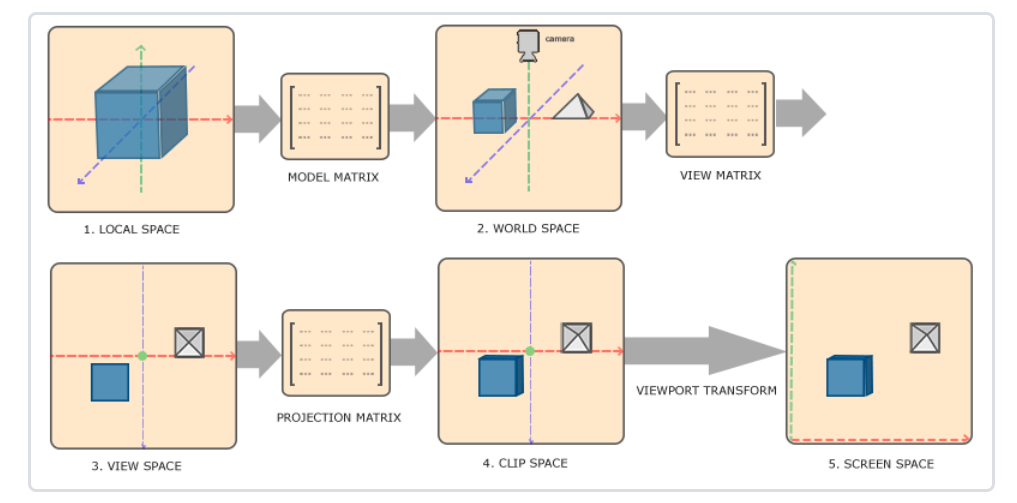 camera
MODEL MATRIX
VIEW MATRIX
1. LOCAL SPACE
2. WORLD SPACE
PROJECTION MATRIX
VIEWPORT TRANSFORM
3. VIEW SPACE
4. CLIP SPACE
5. SCREEN SPACE